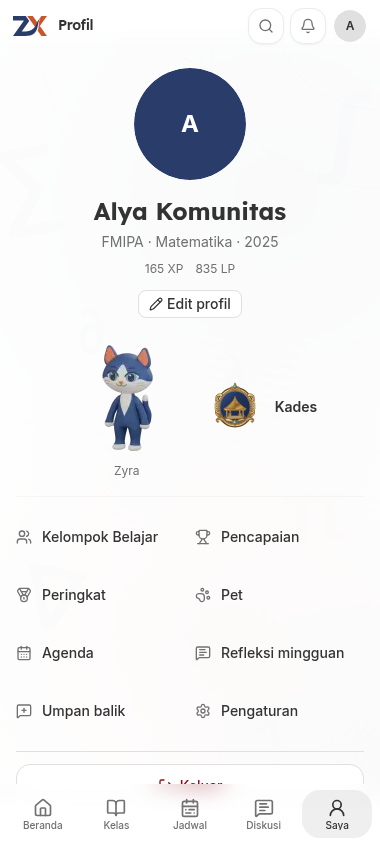 ZX Profil A
A
Alya Komunitas
FMIPA · Matematika · 2025
165 XP 835 LP
Edit profil
Kades
Zyra
Kelompok Belajar Pencapaian
Peringkat Pet
Agenda Refleksi mingguan
Umpan balik Pengaturan
Keluar
Beranda Kelas Jadwal Diskusi Saya